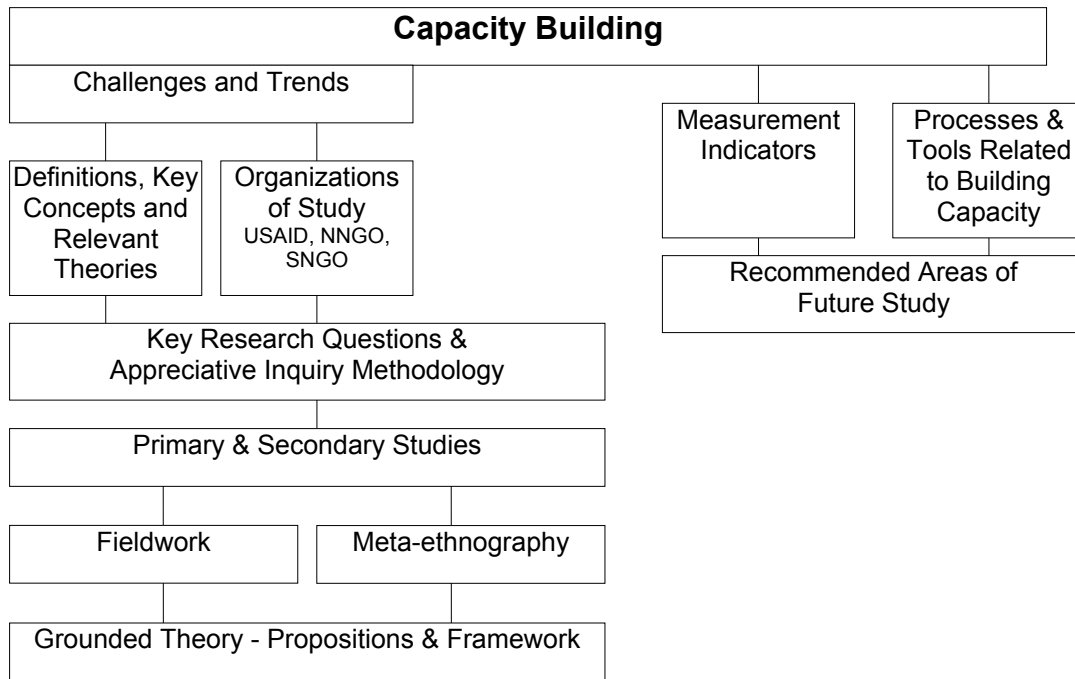 Capacity Building
Challenges and Trends
Measurement
Indicators
Processes &
Tools Related
to Building
Capacity
Definitions, Key
Concepts and
Relevant
Theories
Organizations
of Study
USAID, NNGO,
SNGO
Recommended Areas of
Future Study
Key Research Questions &
Appreciative Inquiry Methodology
Primary & Secondary Studies
Fieldwork
Meta-ethnography
Grounded Theory - Propositions & Framework